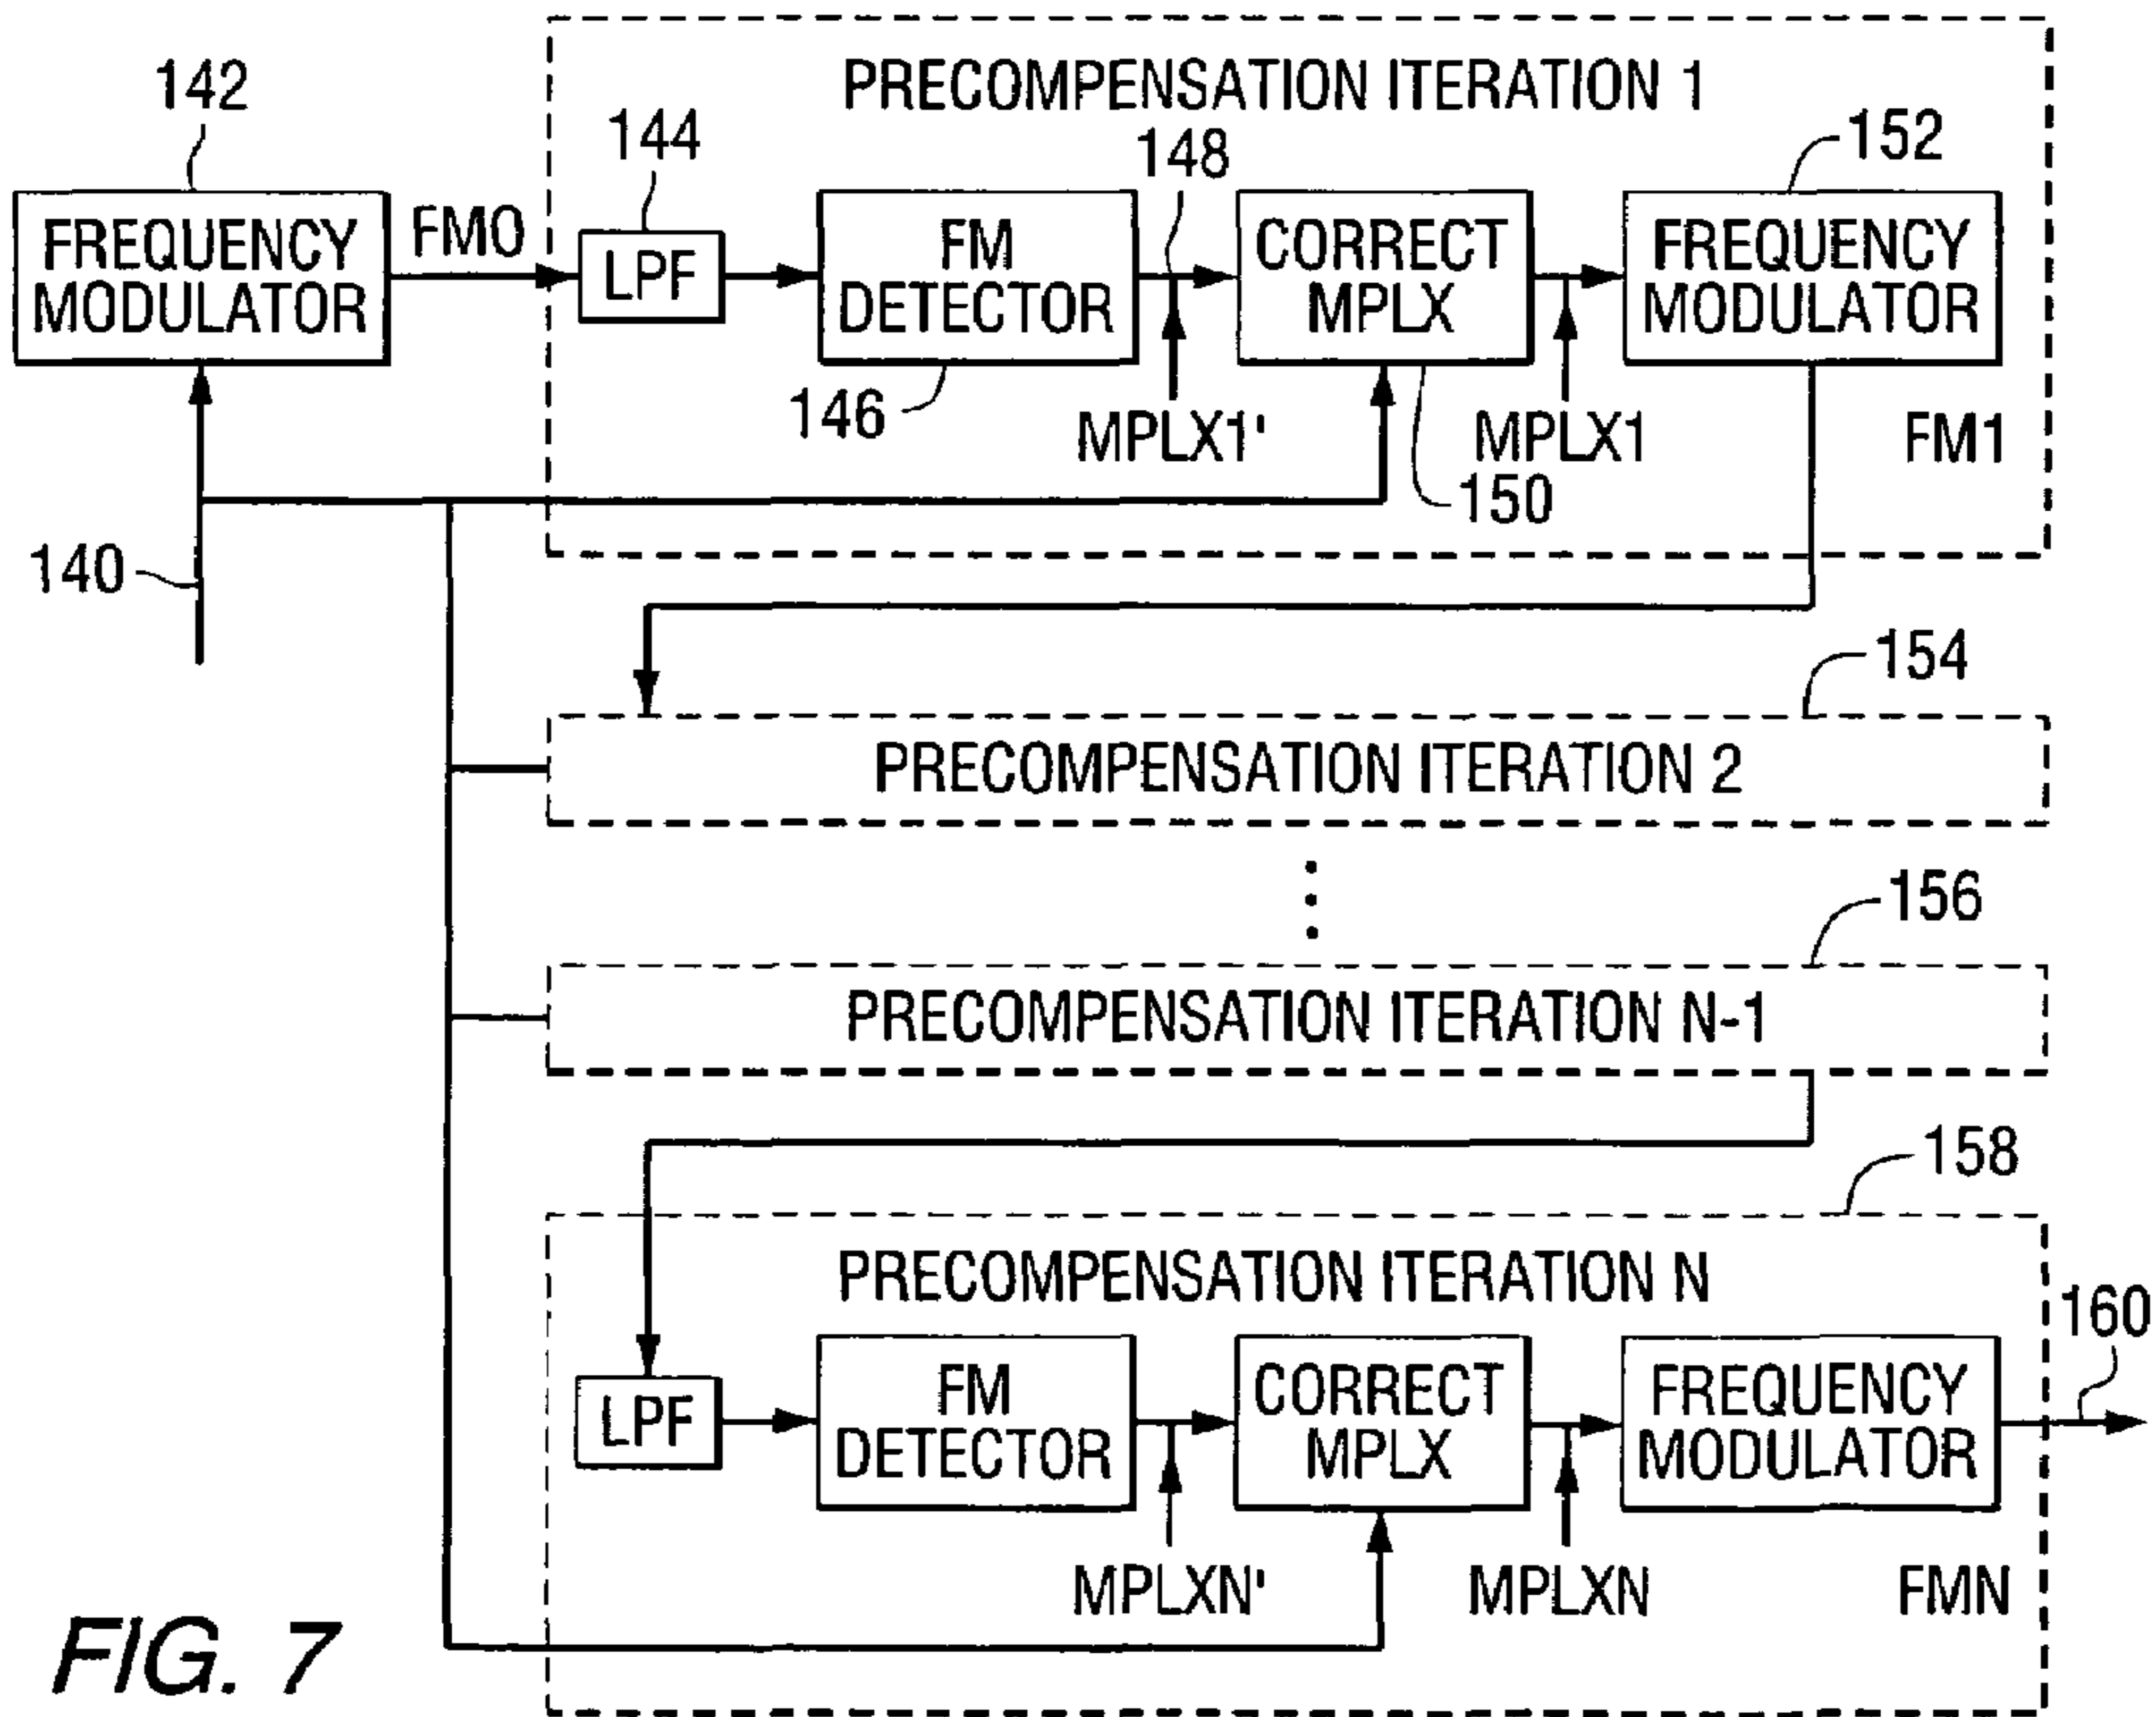 PRECOMPENSATION ITERATION 1
142
144
148
152
FREQUENCY
MODULATOR
FM0
LPF
FM
DETECTOR
CORRECT
MPLX
FREQUENCY
MODULATOR
146
MPLX1'
MPLX1
FM1
150
140
154
PRECOMPENSATION ITERATION 2
156
PRECOMPENSATION ITERATION N-1
158
PRECOMPENSATION ITERATION N
160
LPF
FM
DETECTOR
CORRECT
MPLX
FREQUENCY
MODULATOR
MPLXN'
MPLXN
FMN
FIG. 7